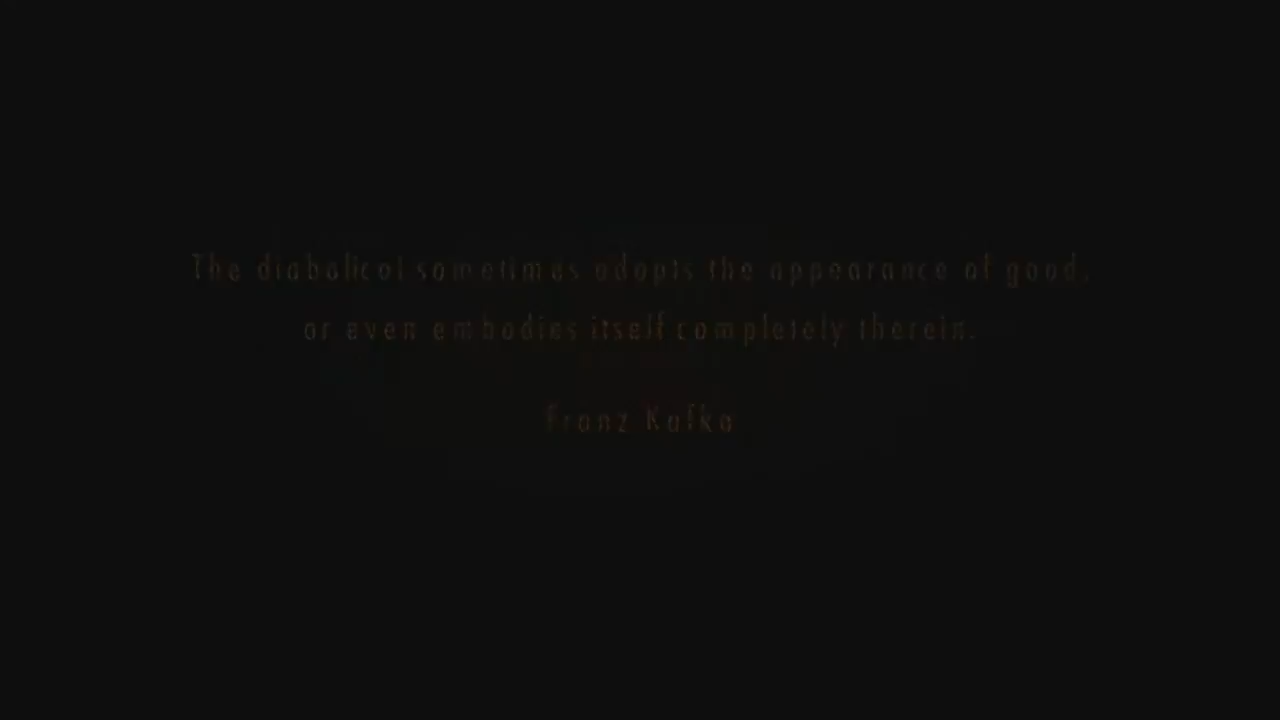 The diabolical sometimes adopts the appearance of good,
or even embodies itself completely therein.
Franz Kafka